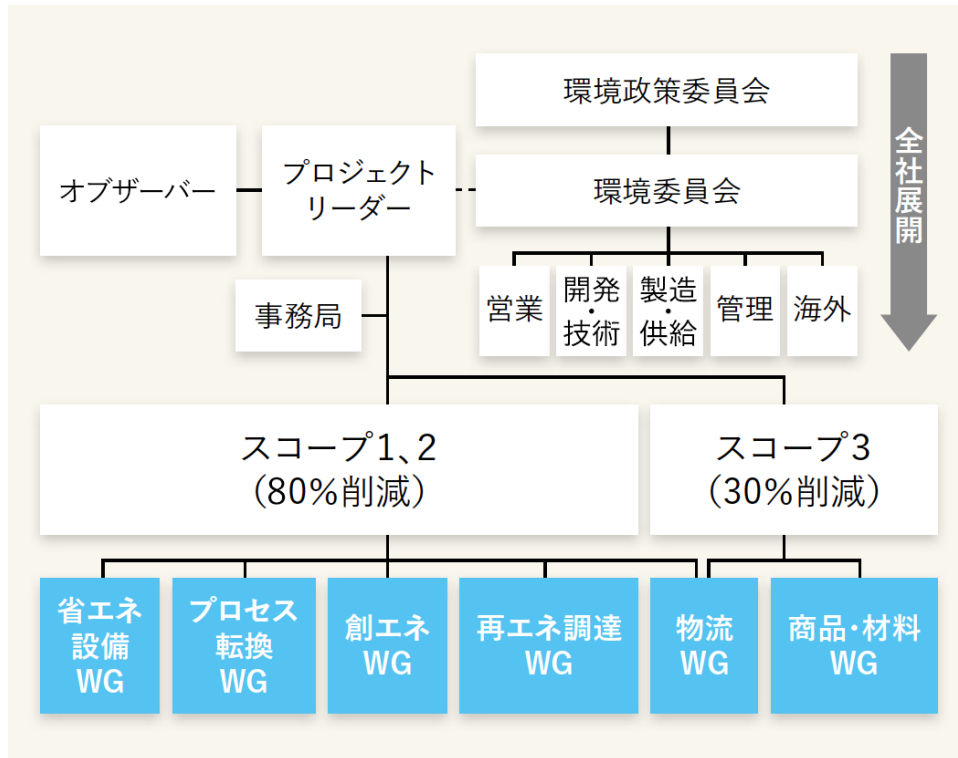 環境政策委員会
オブザーバー
プロジェクト
リーダー
環境委員会
全社展開
事務局
営業
開発
・
技術
製造
・
供給
管理
海外
スコープ1、2
（80％削減）
スコープ3
（30％削減）
省エネ
設備
WG
プロセス
転換
WG
創エネ
WG
再エネ調達
WG
物流
WG
商品・材料
WG